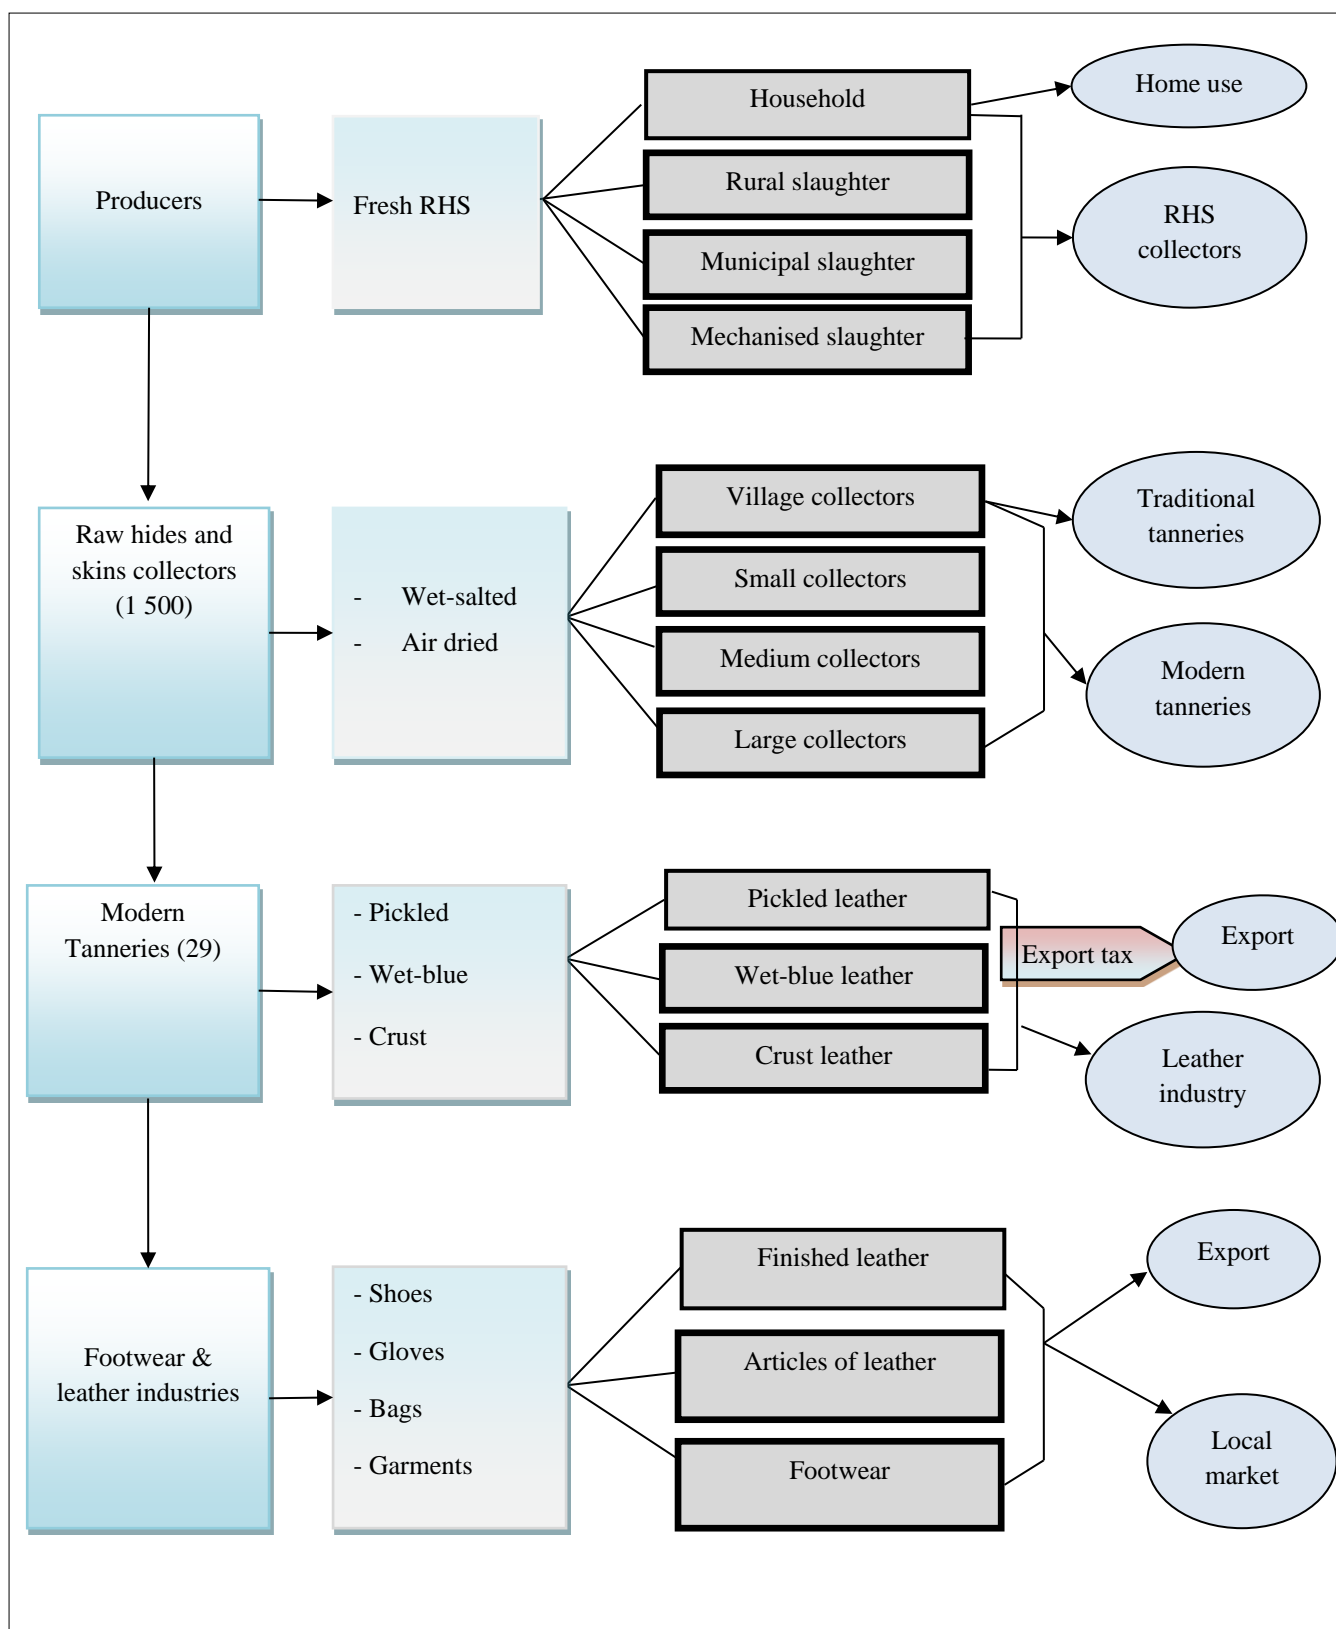 Producers
Fresh RHS
Household
Rural slaughter
Municipal slaughter
Mechanised slaughter
Home use
RHS
collectors
Raw hides and
skins collectors
(1 500)
- Wet-salted
- Air dried
Village collectors
Small collectors
Medium collectors
Large collectors
Traditional
tanneries
Modern
tanneries
Modern
Tanneries (29)
- Pickled
- Wet-blue
- Crust
Pickled leather
Wet-blue leather
Crust leather
Export tax
Export
Leather
industry
Footwear &
leather industries
- Shoes
- Gloves
- Bags
- Garments
Finished leather
Articles of leather
Footwear
Export
Local
market